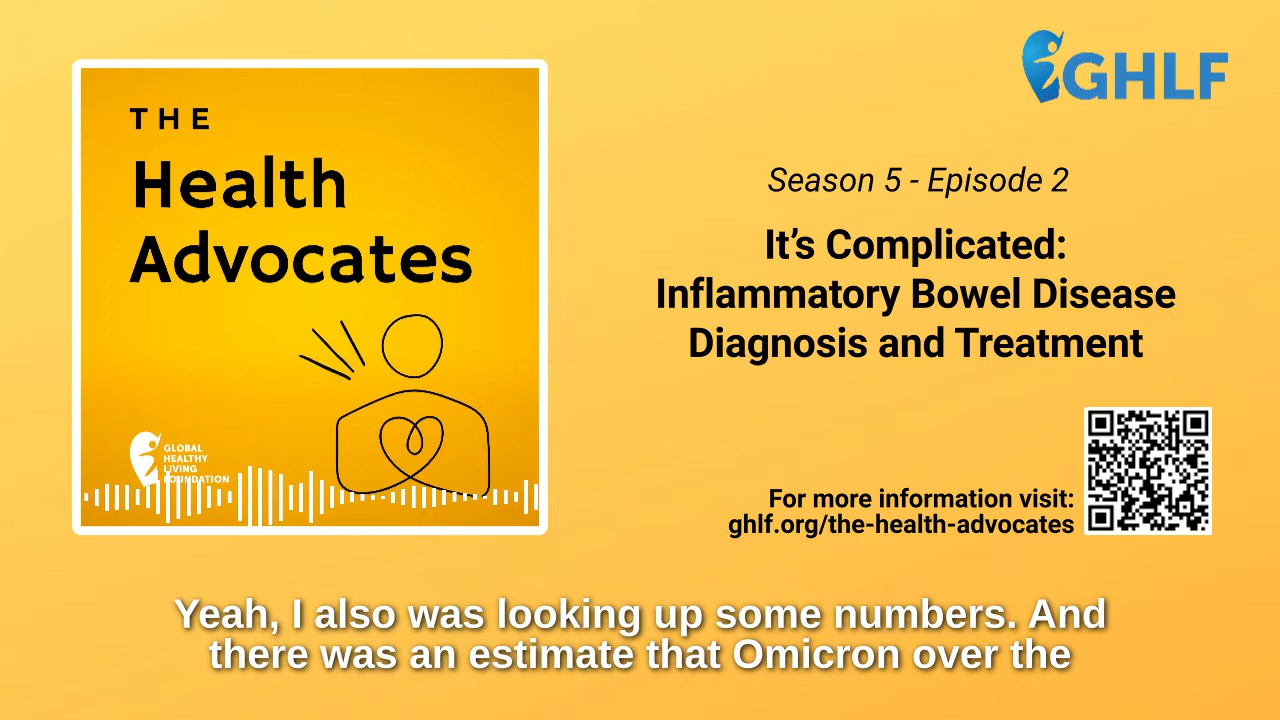 THE
Health
Advocates
GLOBAL
HEALTHY
LIVING
FOUNDATION
GHLF
Season 5 - Episode 2
It's Complicated:
Inflammatory Bowel Disease
Diagnosis and Treatment
For more information visit:
ghlf.org/the-health-advocates
Yeah, I also was looking up some numbers. And
there was an estimate that Omicron over the